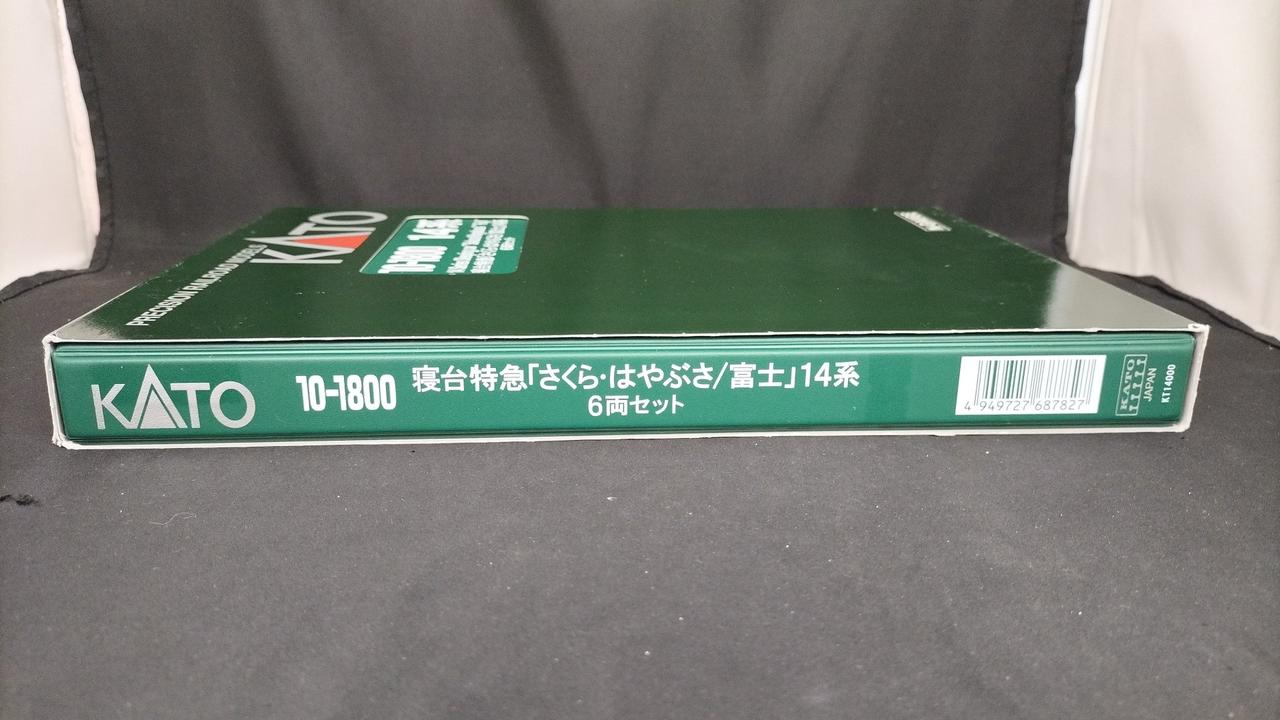 PRECISION RAILROAD MODELS
KATO
10-1800 14系
KATO
10-1800
寝台特急「さくら・はやぶさ/富士」14系
6両セット
4 949727 687827
KATO
JAPAN
KT14000